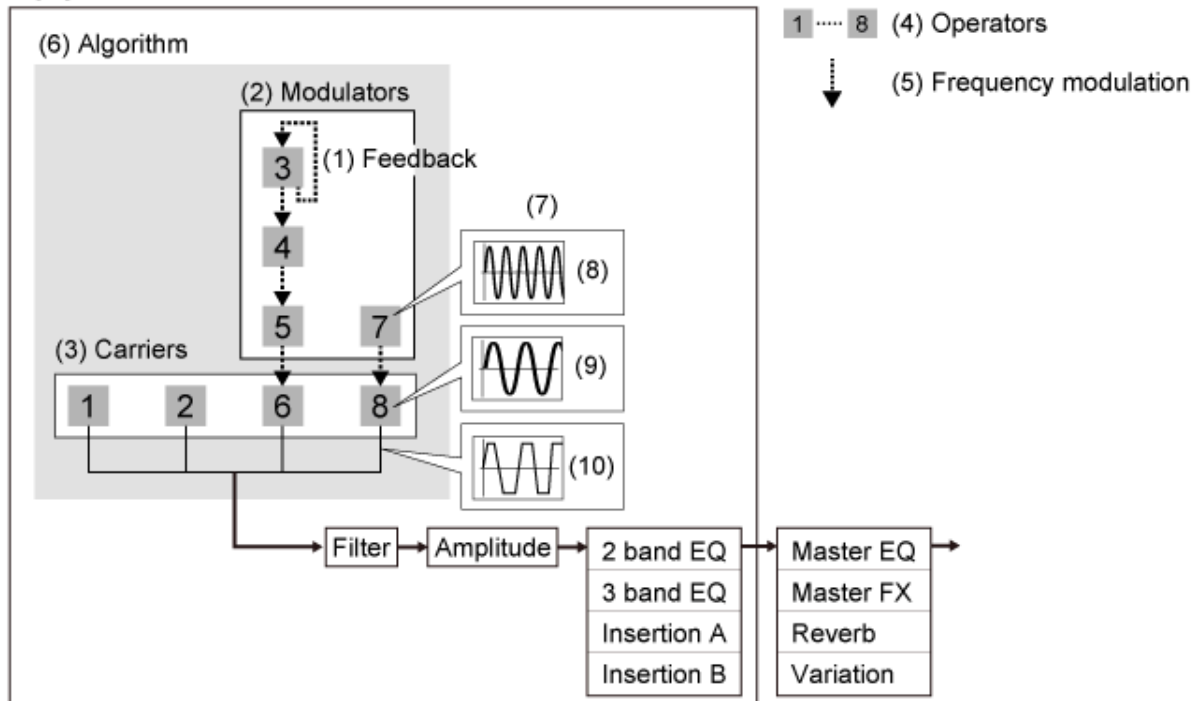 (6) Algorithm
1 ····· 8 (4) Operators
(5) Frequency modulation
(2) Modulators
3
(1) Feedback
4
5
7
(7)
(8)
(3) Carriers
1
2
6
8
(9)
(10)
Filter
Amplitude
2 band EQ
3 band EQ
Insertion A
Insertion B
Master EQ
Master FX
Reverb
Variation